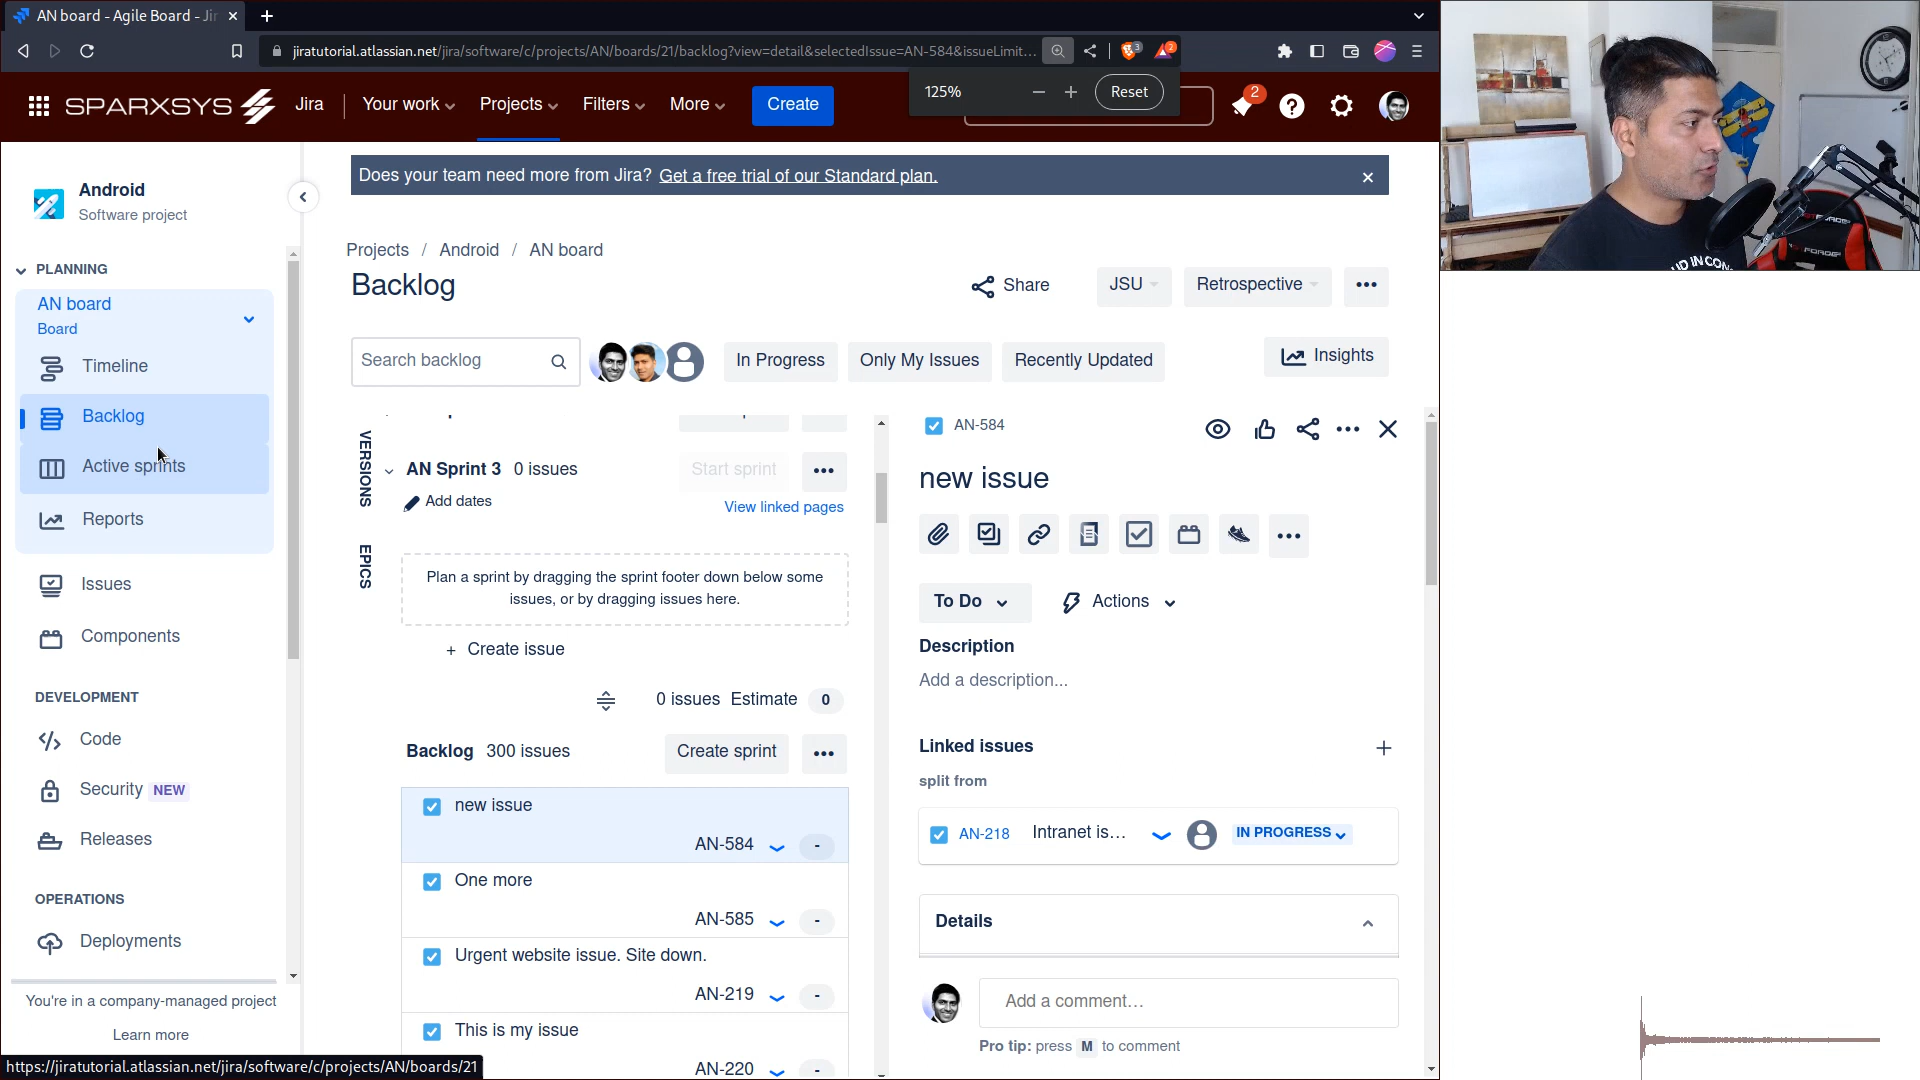 AN board - Agile Board - Jir
jiratutorial.atlassian.net/jira/software/c/projects/AN/boards/21/backlog?view=detail&selectedIssue=AN-584&issueLimit...
3
2
125%
Reset
SPARXSYS
Jira
Your work
Projects
Filters
More
Create
2
Android
Software project
Does your team need more from Jira? Get a free trial of our Standard plan.
PLANNING
AN board
Board
Timeline
Backlog
Active sprints
Reports
Issues
Components
DEVELOPMENT
Code
Security NEW
Releases
OPERATIONS
Deployments
You're in a company-managed project
Learn more
https://jiratutorial.atlassian.net/jira/software/c/projects/AN/boards/21
Projects / Android / AN board
Backlog
Share
JSU
Retrospective
Search backlog
In Progress
Only My Issues
Recently Updated
Insights
VERSIONS
EPICS
AN Sprint 3 0 issues
Start sprint
Add dates
View linked pages
Plan a sprint by dragging the sprint footer down below some
issues, or by dragging issues here.
+ Create issue
0 issues Estimate 0
Backlog 300 issues
Create sprint
new issue
AN-584 -
One more
AN-585 -
Urgent website issue. Site down.
AN-219 -
This is my issue
AN-220 -
AN-584
new issue
To Do
Actions
Description
Add a description...
Linked issues
split from
AN-218 Intranet is... IN PROGRESS
Details
Add a comment...
Pro tip: press M to comment